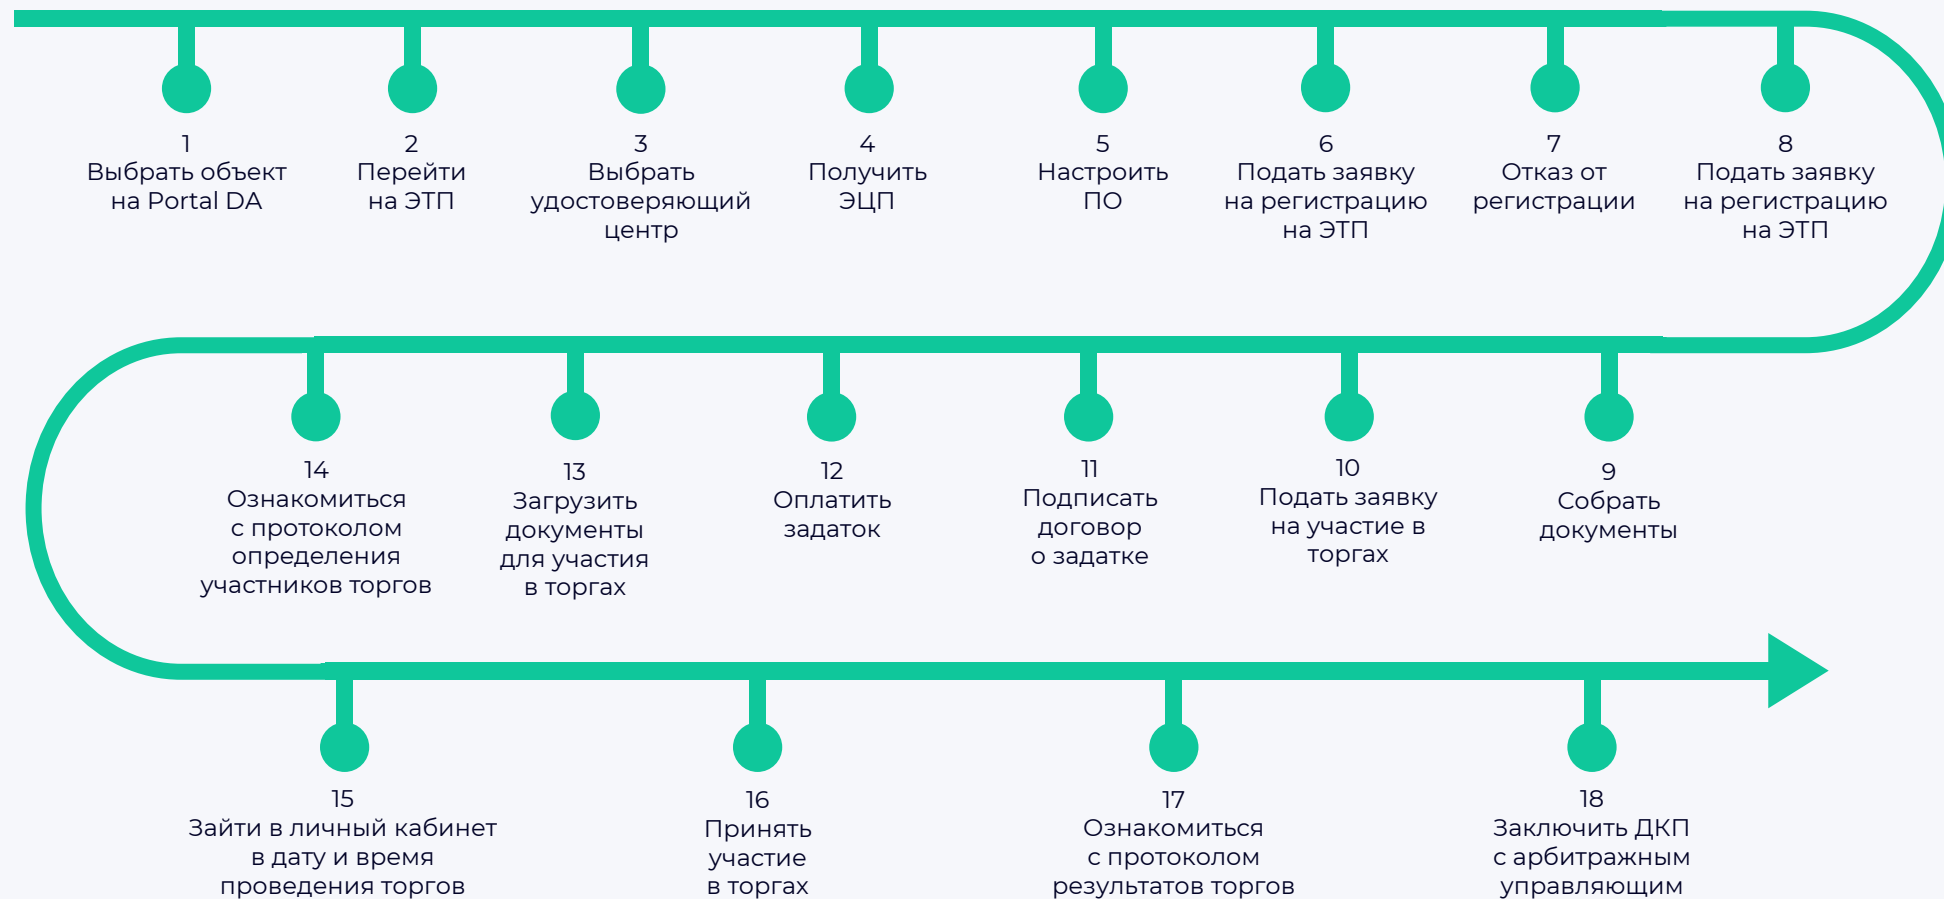 1
Выбрать объект
на Portal DA
2
Перейти
на ЭТП
3
Выбрать
удостоверяющий
центр
4
Получить
ЭЦП
5
Настроить
ПО
6
Подать заявку
на регистрацию
на ЭТП
7
Отказ от
регистрации
8
Подать заявку
на регистрацию
на ЭТП
9
Собрать
документы
10
Подать заявку
на участие в
торгах
11
Подписать
договор
о задатке
12
Оплатить
задаток
13
Загрузить
документы
для участия
в торгах
14
Ознакомиться
с протоколом
определения
участников торгов
15
Зайти в личный кабинет
в дату и время
проведения торгов
16
Принять
участие
в торгах
17
Ознакомиться
с протоколом
результатов торгов
18
Заключить ДКП
с арбитражным
управляющим